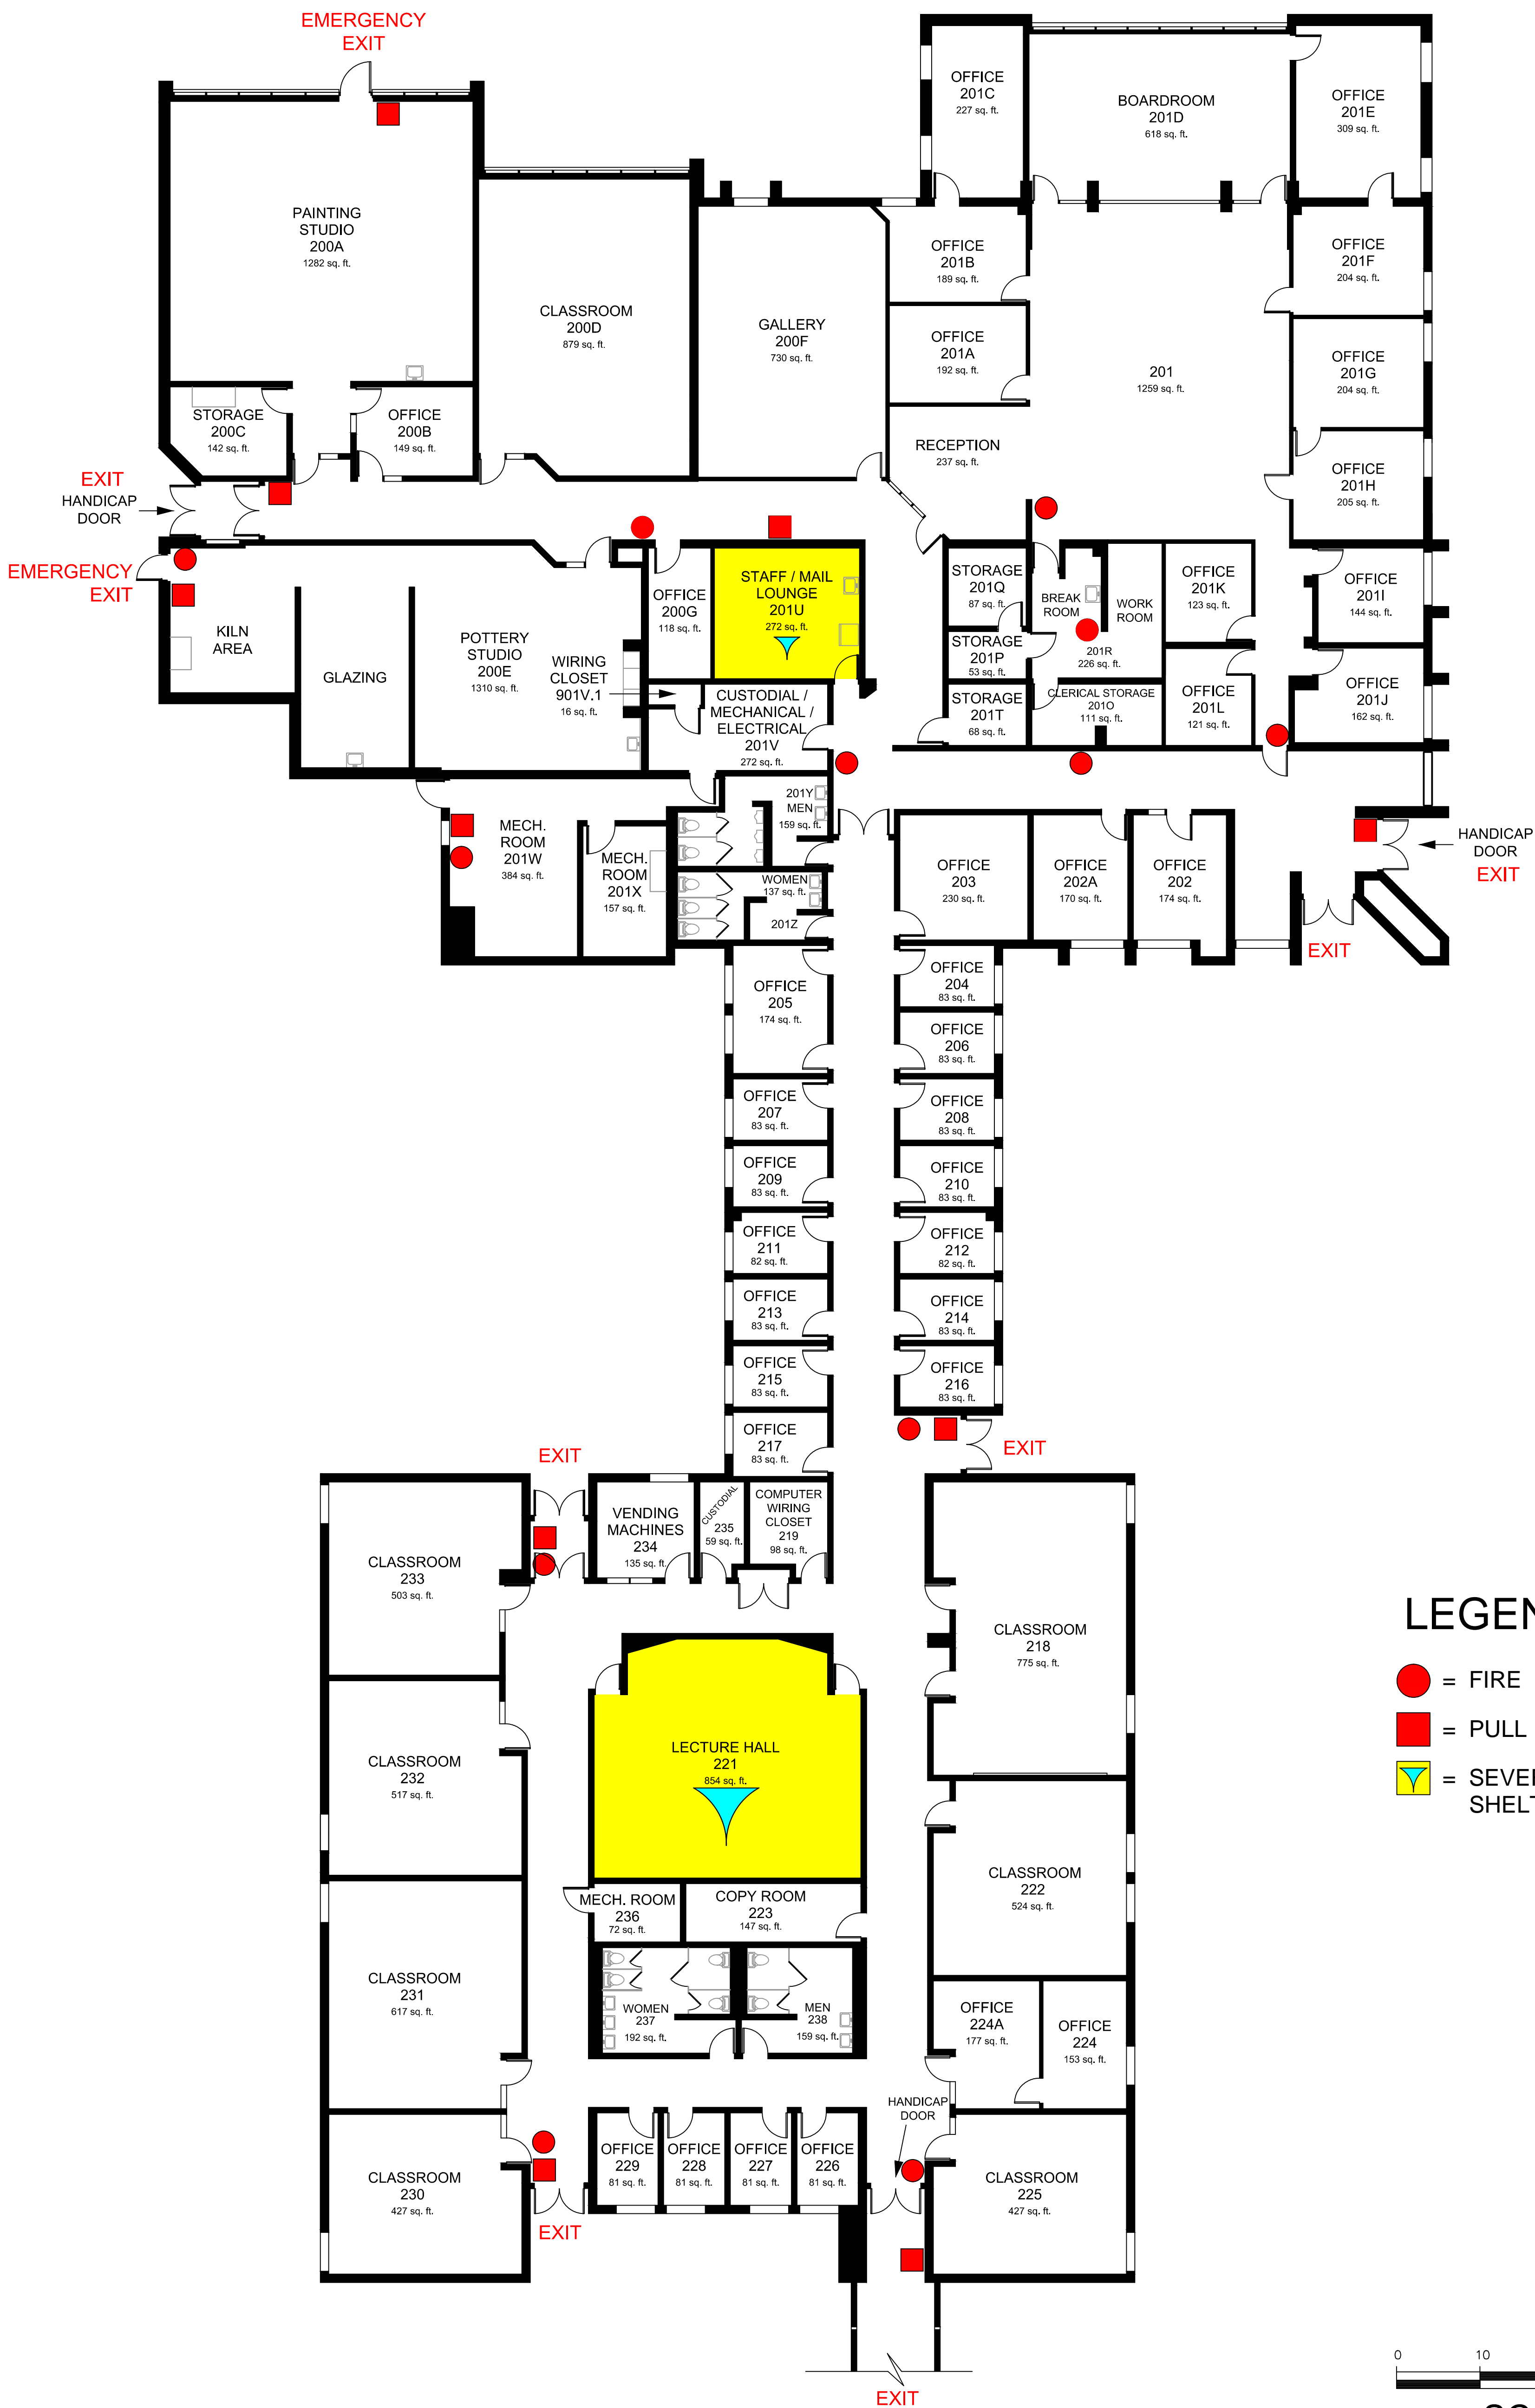 EMERGENCY
EXIT
OFFICE
201C
227 sq. ft.
BOARDROOM
201D
618 sq. ft.
OFFICE
201E
309 sq. ft.
PAINTING
STUDIO
200A
1282 sq. ft.
CLASSROOM
200D
879 sq. ft.
GALLERY
200F
730 sq. ft.
OFFICE
201B
189 sq. ft.
OFFICE
201F
204 sq. ft.
OFFICE
201A
192 sq. ft.
201
1259 sq. ft.
OFFICE
201G
204 sq. ft.
STORAGE
200C
142 sq. ft.
OFFICE
200B
149 sq. ft.
RECEPTION
237 sq. ft.
OFFICE
201H
205 sq. ft.
EXIT
HANDICAP
DOOR
EMERGENCY
EXIT
KILN
AREA
GLAZING
POTTERY
STUDIO
200E
1310 sq. ft.
WIRING
CLOSET
901V.1
16 sq. ft.
OFFICE
200G
118 sq. ft.
STAFF / MAIL
LOUNGE
201U
272 sq. ft.
STORAGE
201Q
87 sq. ft.
BREAK
ROOM
WORK
ROOM
201R
226 sq. ft.
OFFICE
201K
123 sq. ft.
OFFICE
201I
144 sq. ft.
STORAGE
201P
53 sq. ft.
STORAGE
201T
68 sq. ft.
CLERICAL STORAGE
201O
111 sq. ft.
OFFICE
201L
121 sq. ft.
OFFICE
201J
162 sq. ft.
CUSTODIAL /
MECHANICAL /
ELECTRICAL
201V
272 sq. ft.
MECH.
ROOM
201W
384 sq. ft.
MECH.
ROOM
201X
157 sq. ft.
201Y
MEN
159 sq. ft.
WOMEN
137 sq. ft.
201Z
OFFICE
203
230 sq. ft.
OFFICE
202A
170 sq. ft.
OFFICE
202
174 sq. ft.
HANDICAP
DOOR
EXIT
EXIT
OFFICE
205
174 sq. ft.
OFFICE
204
83 sq. ft.
OFFICE
206
83 sq. ft.
OFFICE
207
83 sq. ft.
OFFICE
208
83 sq. ft.
OFFICE
209
83 sq. ft.
OFFICE
210
83 sq. ft.
OFFICE
211
82 sq. ft.
OFFICE
212
82 sq. ft.
OFFICE
213
83 sq. ft.
OFFICE
214
83 sq. ft.
OFFICE
215
83 sq. ft.
OFFICE
216
83 sq. ft.
OFFICE
217
83 sq. ft.
EXIT
EXIT
CLASSROOM
233
503 sq. ft.
VENDING
MACHINES
234
135 sq. ft.
CUSTODIAL
235
59 sq. ft.
COMPUTER
WIRING
CLOSET
219
98 sq. ft.
CLASSROOM
218
775 sq. ft.
LEGEN
= FIRE
= PULL
= SEVE
SHELT
CLASSROOM
232
517 sq. ft.
LECTURE HALL
221
854 sq. ft.
CLASSROOM
222
524 sq. ft.
MECH. ROOM
236
72 sq. ft.
COPY ROOM
223
147 sq. ft.
CLASSROOM
231
617 sq. ft.
WOMEN
237
192 sq. ft.
MEN
238
159 sq. ft.
OFFICE
224A
177 sq. ft.
OFFICE
224
153 sq. ft.
HANDICAP
DOOR
CLASSROOM
230
427 sq. ft.
OFFICE
229
81 sq. ft.
OFFICE
228
81 sq. ft.
OFFICE
227
81 sq. ft.
OFFICE
226
81 sq. ft.
CLASSROOM
225
427 sq. ft.
EXIT
EXIT
0 10